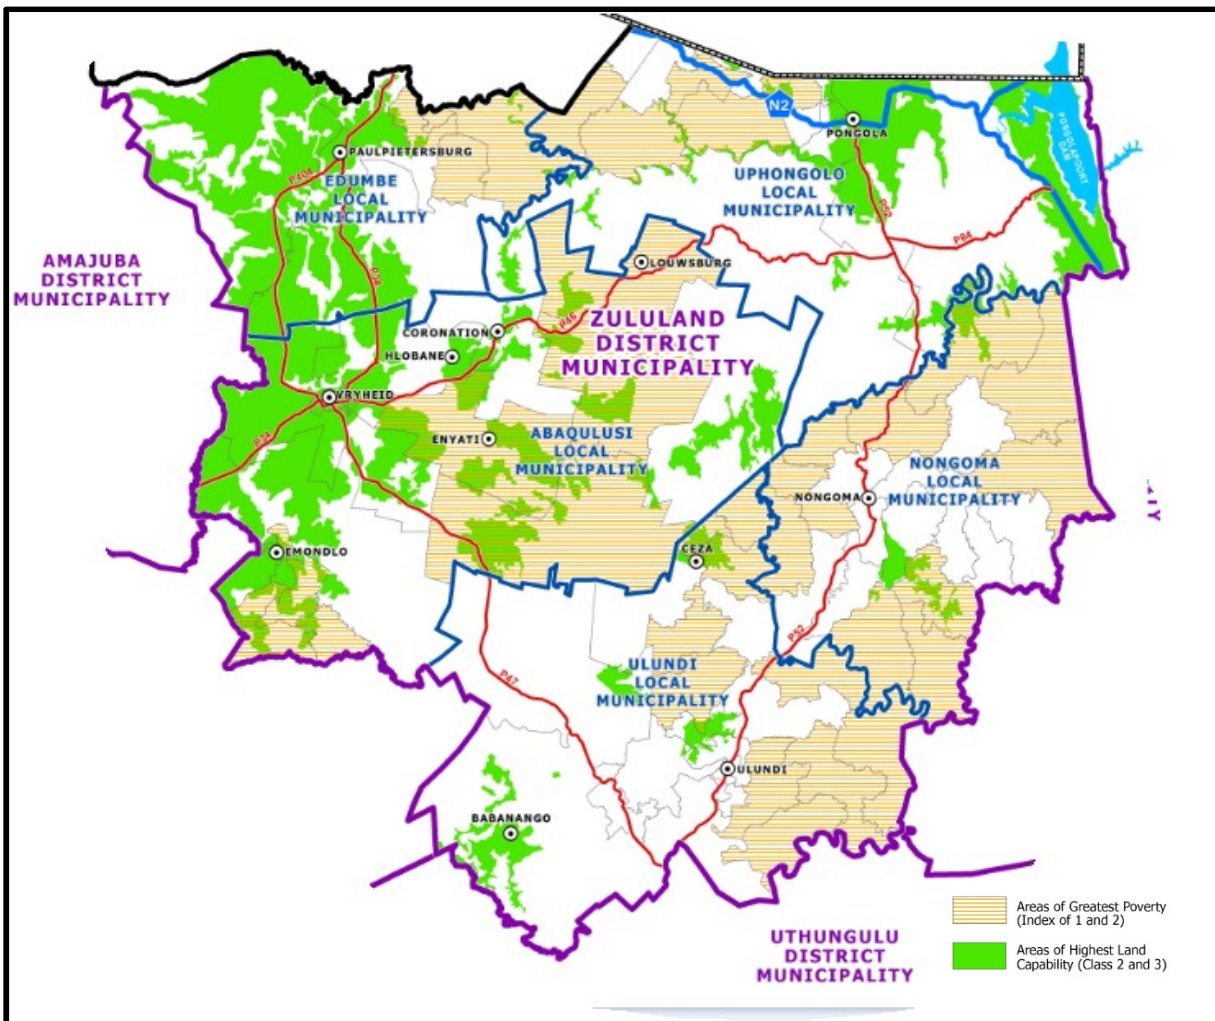 N2
PONGOLA
PONGOLAPOORT
DAM
PAULPIETERSBURG
P404
EDUMBE
LOCAL
MUNICIPALITY
UPHONGOLO
LOCAL
MUNICIPALITY
P52
P84
AMAJUBA
DISTRICT
MUNICIPALITY
LOUWSBURG
CORONATION
P46
ZULULAND
DISTRICT
MUNICIPALITY
HLOBANE
VRYHEID
P34
ENYATI
ABAQULUSI
LOCAL
MUNICIPALITY
NONGOMA
LOCAL
MUNICIPALITY
NONGOMA
EMONDLO
CEZA
P52
ULUNDI
LOCAL
MUNICIPALITY
P47
ULUNDI
BABANANGO
Areas of Greatest Poverty
(Index of 1 and 2)
Areas of Highest Land
Capability (Class 2 and 3)
UTHUNGULU
DISTRICT
MUNICIPALITY